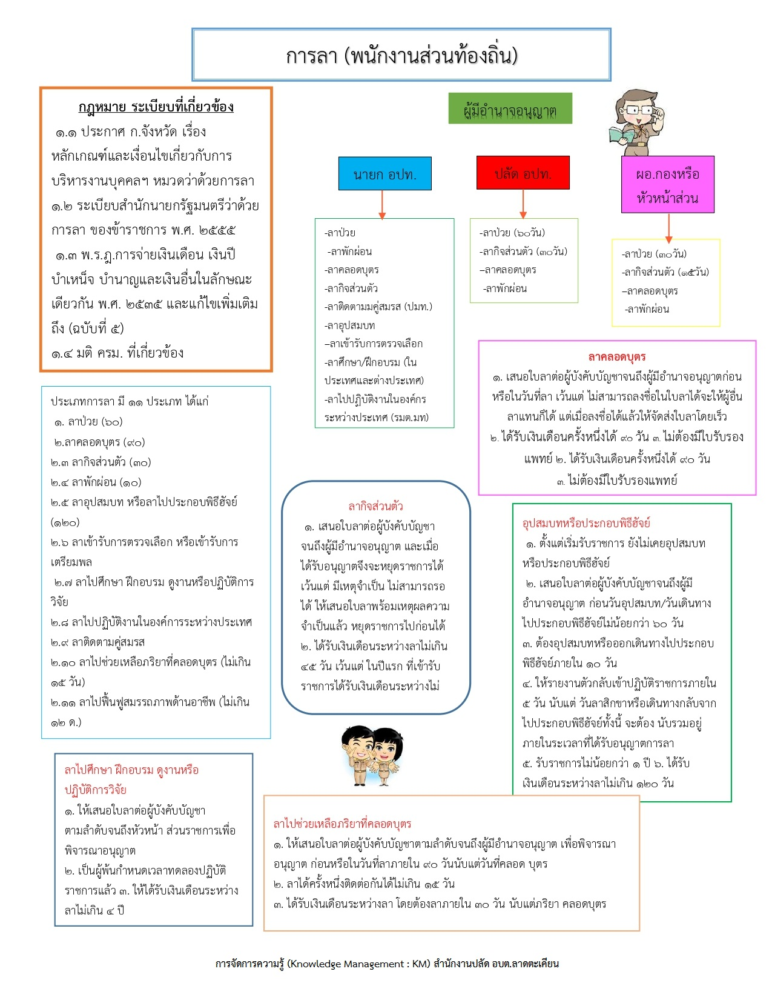 การลา (พนักงานส่วนท้องถิ่น)
กฎหมาย ระเบียบที่เกี่ยวข้อง
๑.๑ ประกาศ ก.จังหวัด เรื่อง
หลักเกณฑ์และเงื่อนไขเกี่ยวกับการ
บริหารงานบุคคลฯ หมวดว่าด้วยการลา
๑.๒ ระเบียบสำนักนายกรัฐมนตรีว่าด้วย
การลา ของข้าราชการ พ.ศ. ๒๕๕๕
๑.๓ พ.ร.ฎ.การจ่ายเงินเดือน เงินปี
บำเหน็จ บำนาญและเงินอื่นในลักษณะ
เดียวกัน พ.ศ. ๒๕๓๕ และแก้ไขเพิ่มเติม
ถึง (ฉบับที่ ๕)
๑.๔ มติ ครม. ที่เกี่ยวข้อง
ผู้มีอำนาจอนุญาต
นายก อปท.
-ลาป่วย
-ลาพักผ่อน
-ลาคลอดบุตร
-ลากิจส่วนตัว
-ลาติดตามมคู่สมรส (ปมท.)
-ลาอุปสมบท
–ลาเข้ารับการตรวจเลือก
-ลาศึกษา/ฝึกอบรม (ใน
ประเทศและต่างประเทศ)
-ลาไปปฏิบัติงานในองค์กร
ระหว่างประเทศ (รมต.มท)
ปลัด อปท.
-ลาป่วย (๖๐วัน)
-ลากิจส่วนตัว (๓๐วัน)
–ลาคลอดบุตร
-ลาพักผ่อน
ผอ.กองหรือ
หัวหน้าส่วน
-ลาป่วย (๓๐วัน)
-ลากิจส่วนตัว (๑๕วัน)
–ลาคลอดบุตร
-ลาพักผ่อน
ประเภทการลา มี ๑๑ ประเภท ได้แก่
๑. ลาป่วย (๖๐)
๒.ลาคลอดบุตร (๙๐)
๒.๓ ลากิจส่วนตัว (๓๐)
๒.๔ ลาพักผ่อน (๑๐)
๒.๕ ลาอุปสมบท หรือลาไปประกอบพิธีฮัจย์
(๑๒๐)
๒.๖ ลาเข้ารับการตรวจเลือก หรือเข้ารับการ
เตรียมพล
๒.๗ ลาไปศึกษา ฝึกอบรม ดูงานหรือปฏิบัติการ
วิจัย
๒.๘ ลาไปปฏิบัติงานในองค์การระหว่างประเทศ
๒.๙ ลาติดตามคู่สมรส
๒.๑๐ ลาไปช่วยเหลือภริยาที่คลอดบุตร (ไม่เกิน
๑๕ วัน)
๒.๑๑ ลาไปฟื้นฟูสมรรถภาพด้านอาชีพ (ไม่เกิน
๑๒ ด.)
ลาคลอดบุตร
๑. เสนอใบลาต่อผู้บังคับบัญชาจนถึงผู้มีอำนาจอนุญาตก่อน
หรือในวันที่ลา เว้นแต่ ไม่สามารถลงชื่อในใบลาได้จะให้ผู้อื่น
ลาแทนก็ได้ แต่เมื่อลงชื่อได้แล้วให้จัดส่งใบลาโดยเร็ว
๒. ได้รับเงินเดือนครั้งหนึ่งได้ ๙๐ วัน ๓. ไม่ต้องมีใบรับรอง
แพทย์ ๒. ได้รับเงินเดือนครั้งหนึ่งได้ ๙๐ วัน
๓. ไม่ต้องมีใบรับรองแพทย์
ลากิจส่วนตัว
๑. เสนอใบลาต่อผู้บังคับบัญชา
จนถึงผู้มีอำนาจอนุญาต และเมื่อ
ได้รับอนุญาตจึงจะหยุดราชการได้
เว้นแต่ มีเหตุจำเป็น ไม่สามารถรอ
ได้ ให้เสนอใบลาพร้อมเหตุผลความ
จำเป็นแล้ว หยุดราชการไปก่อนได้
๒. ได้รับเงินเดือนระหว่างลาไม่เกิน
๔๕ วัน เว้นแต่ ในปีแรก ที่เข้ารับ
ราชการได้รับเงินเดือนระหว่างไม่
อุปสมบทหรือประกอบพิธีฮัจย์
๑. ตั้งแต่เริ่มรับราชการ ยังไม่เคยอุปสมบท
หรือประกอบพิธีฮัจย์
๒. เสนอใบลาต่อผู้บังคับบัญชาจนถึงผู้มี
อำนาจอนุญาต ก่อนวันอุปสมบท/วันเดินทาง
ไปประกอบพิธีฮัจย์ไม่น้อยกว่า ๖๐ วัน
๓. ต้องอุปสมบทหรือออกเดินทางไปประกอบ
พิธีฮัจย์ภายใน ๑๐ วัน
๔. ให้รายงานตัวกลับเข้าปฏิบัติราชการภายใน
๕ วัน นับแต่ วันลาสิกขาหรือเดินทางกลับจาก
ไปประกอบพิธีฮัจย์ทั้งนี้ จะต้อง นับรวมอยู่
ภายในระเวลาที่ได้รับอนุญาตการลา
๕. รับราชการไม่น้อยกว่า ๑ ปี ๖. ได้รับ
เงินเดือนระหว่างลาไม่เกิน ๑๒๐ วัน
ลาไปศึกษา ฝึกอบรม ดูงานหรือ
ปฏิบัติการวิจัย
๑. ให้เสนอใบลาต่อผู้บังคับบัญชา
ตามลำดับจนถึงหัวหน้า ส่วนราชการเพื่อ
พิจารณาอนุญาต
๒. เป็นผู้พ้นกำหนดเวลาทดลองปฏิบัติ
ราชการแล้ว ๓. ให้ได้รับเงินเดือนระหว่าง
ลาไม่เกิน ๔ ปี
ลาไปช่วยเหลือภริยาที่คลอดบุตร
๑. ให้เสนอใบลาต่อผู้บังคับบัญชาตามลำดับจนถึงผู้มีอำนาจอนุญาต เพื่อพิจารณา
อนุญาต ก่อนหรือในวันที่ลาภายใน ๙๐ วันนับแต่วันที่คลอด บุตร
๒. ลาได้ครั้งหนึ่งติดต่อกันได้ไม่เกิน ๑๕ วัน
๓. ได้รับเงินเดือนระหว่างลา โดยต้องลาภายใน ๓๐ วัน นับแต่ภริยา คลอดบุตร
การจัดการความรู้ (Knowledge Management : KM) สำนักงานปลัด อบต.ลาดตะเคียน